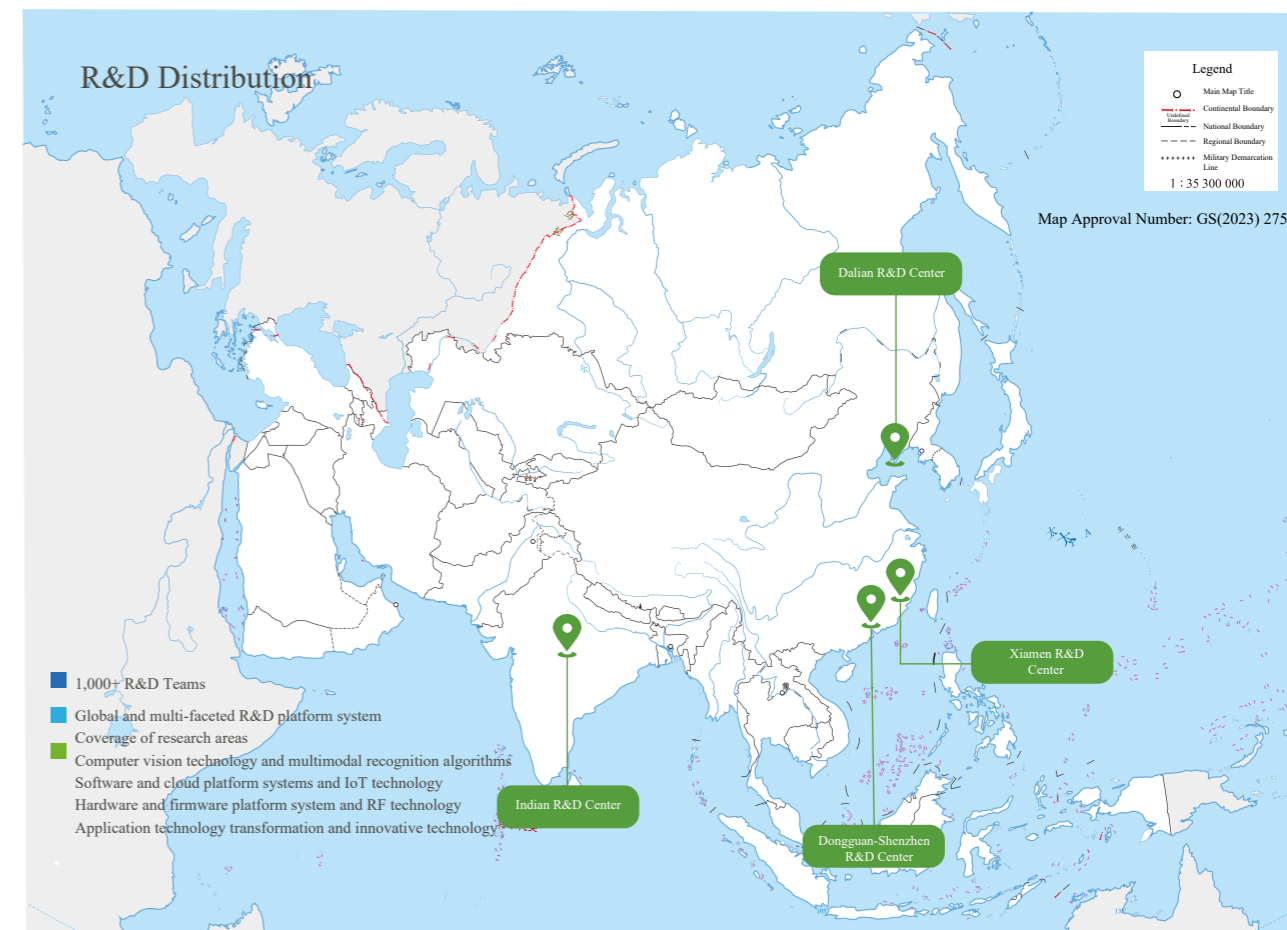 R&D Distribution
Legend
Main Map Title
Continental Boundary
Undefined
Boundary
National Boundary
Regional Boundary
Military Demarcation
Line
1 : 35 300 000
Map Approval Number: GS(2023) 275
Dalian R&D Center
Xiamen R&D
Center
1,000+ R&D Teams
Global and multi-faceted R&D platform system
Coverage of research areas
Computer vision technology and multimodal recognition algorithms
Software and cloud platform systems and IoT technology
Hardware and firmware platform system and RF technology
Application technology transformation and innovative technology
Indian R&D Center
Dongguan-Shenzhen
R&D Center